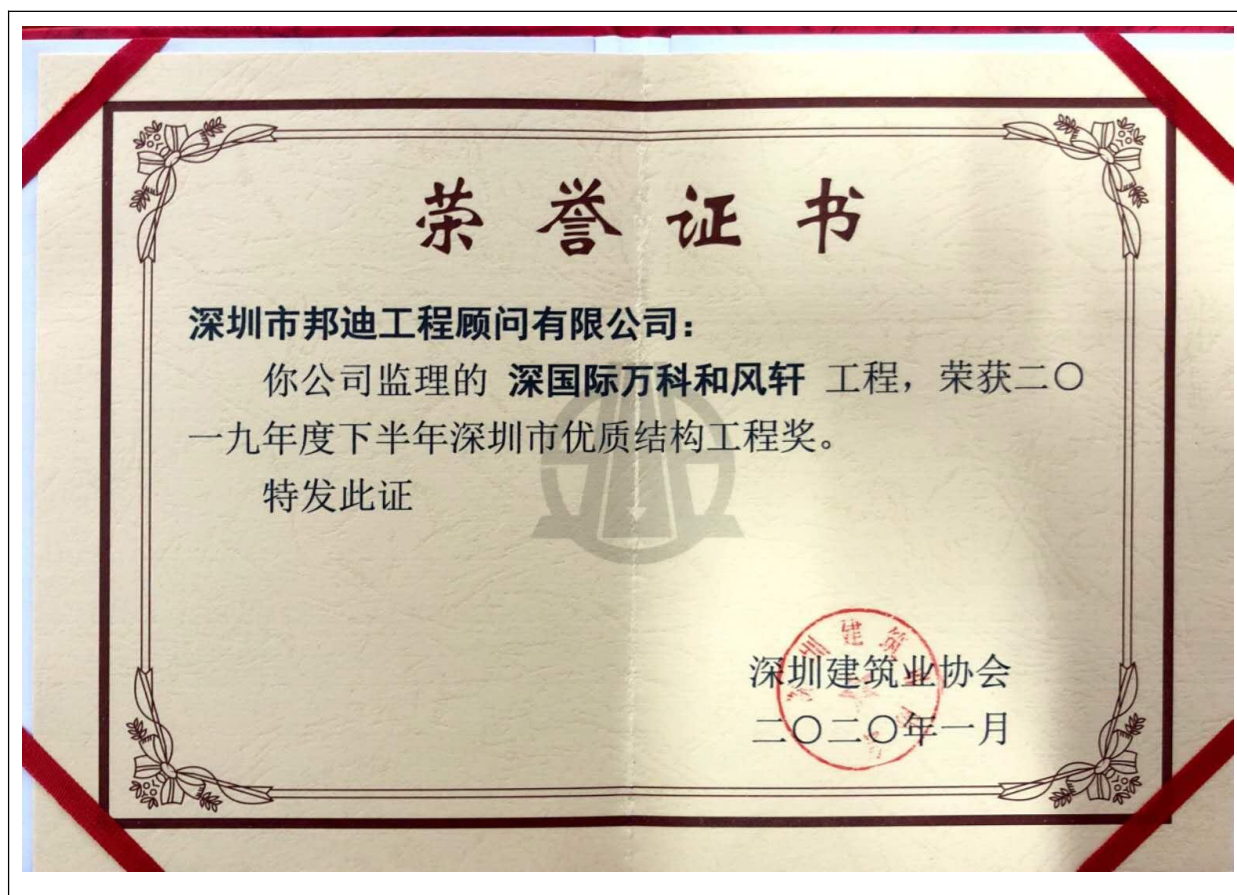 荣誉证书
深圳市邦迪工程顾问有限公司：
你公司监理的 深国际万科和风轩 工程，荣获二〇
一九年度下半年深圳市优质结构工程奖。
特发此证
深圳建筑业协会
二〇二〇年一月